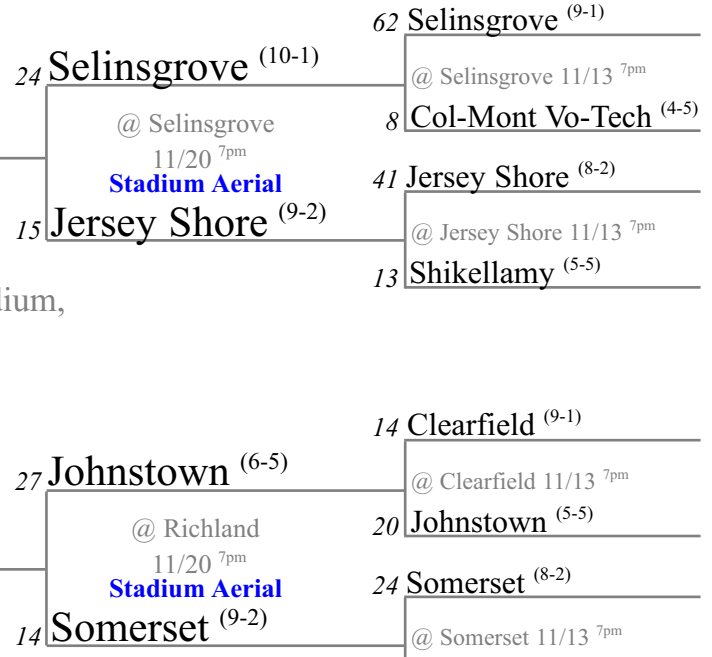 62 Selinsgrove (9-1)
24 Selinsgrove (10-1)
@ Selinsgrove 11/13 7pm
@ Selinsgrove
11/20 7pm
Stadium Aerial
8 Col-Mont Vo-Tech (4-5)
41 Jersey Shore (8-2)
15 Jersey Shore (9-2)
@ Jersey Shore 11/13 7pm
13 Shikellamy (5-5)
14 Clearfield (9-1)
27 Johnstown (6-5)
@ Clearfield 11/13 7pm
@ Richland
11/20 7pm
Stadium Aerial
20 Johnstown (5-5)
24 Somerset (8-2)
14 Somerset (9-2)
@ Somerset 11/13 7pm